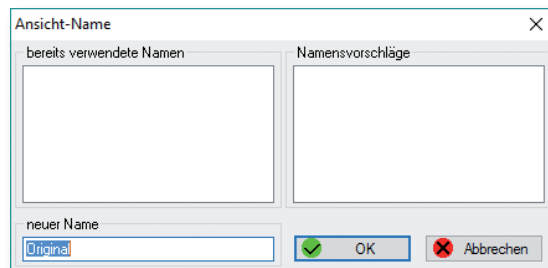 Ansicht-Name
bereits verwendete Namen
Namensvorschläge
neuer Name
Original
OK
Abbrechen